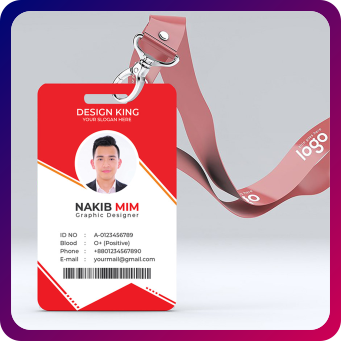 DESIGN KING
YOUR SLOGAN HERE
NAKIB MIM
Graphic Designer
ID NO : A-0123456789
Blood : O+ (Positive)
Phone : +8801234567890
E-mail : yourmail@gmail.com
logo
logo